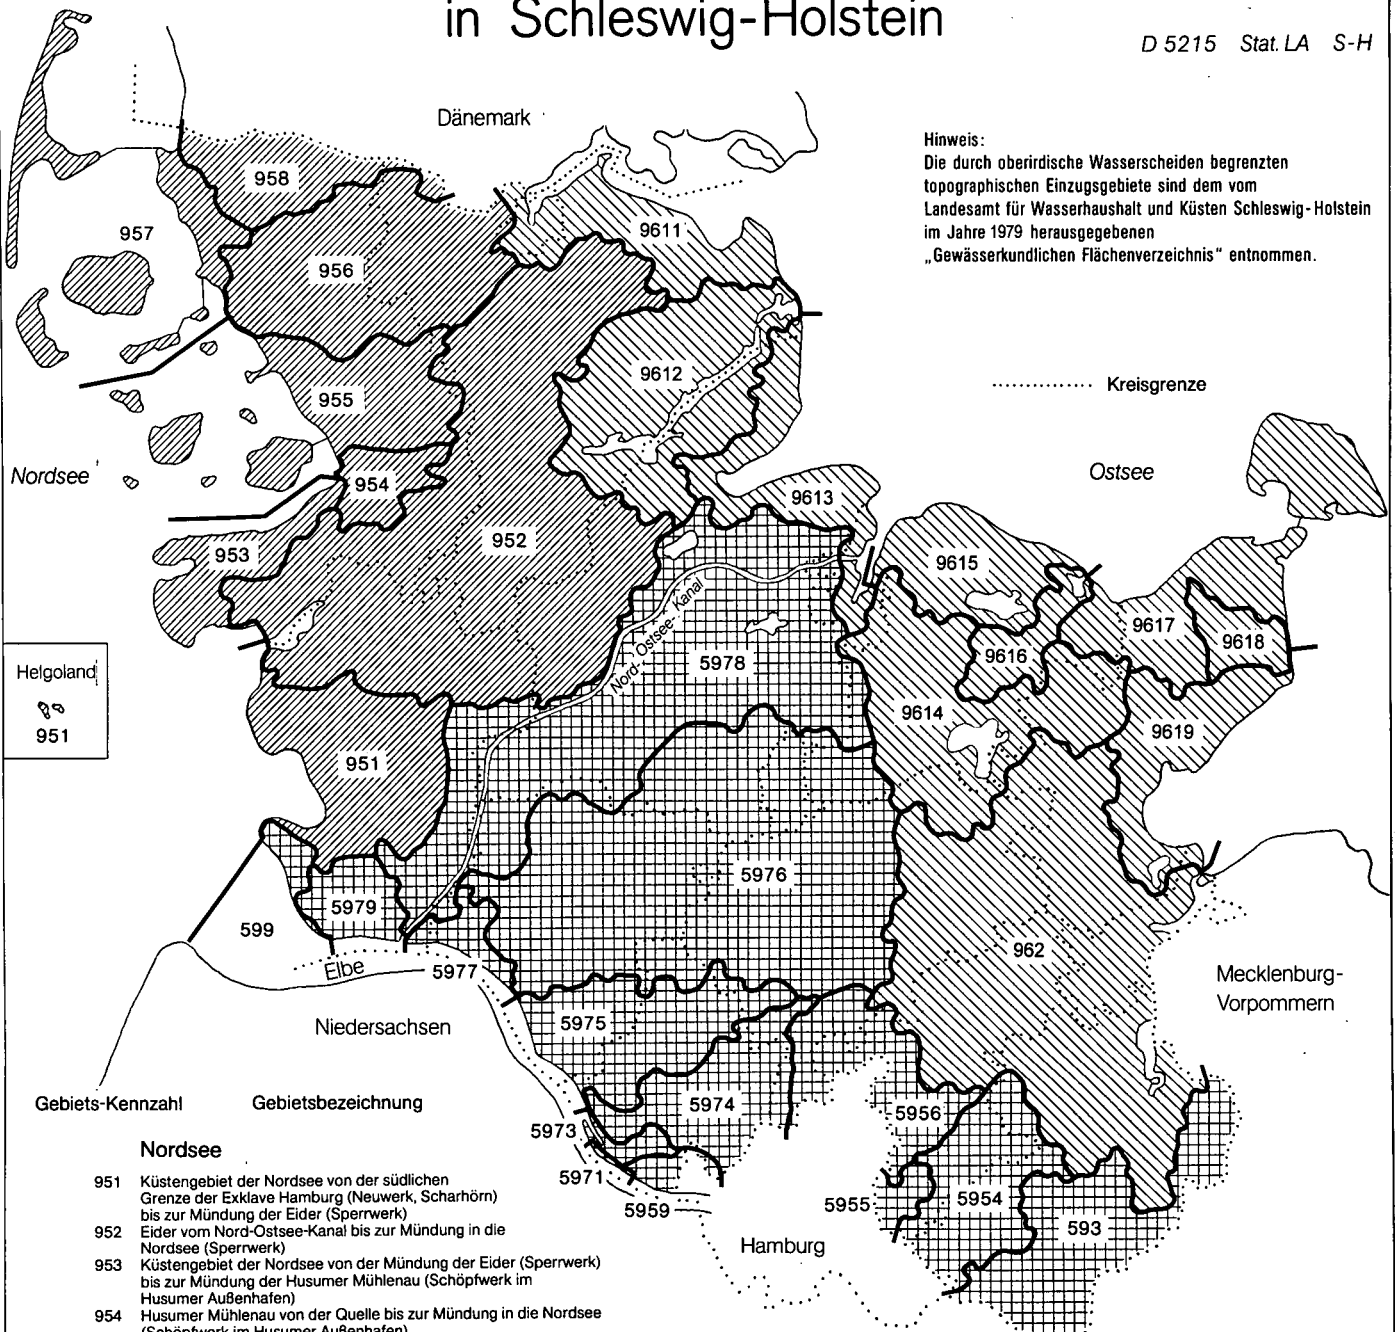 in Schleswig-Holstein
D 5215 Stat. LA S-H
Dänemark
Hinweis:
Die durch oberirdische Wasserscheiden begrenzten
topographischen Einzugsgebiete sind dem vom
Landesamt für Wasserhaushalt und Küsten Schleswig-Holstein
im Jahre 1979 herausgegebenen
„Gewässerkundlichen Flächenverzeichnis“ entnommen.
958
957
9611
956
9612
Kreisgrenze
955
Nordsee
Ostsee
954
9613
952
953
9615
Nord-Ostsee-Kanal
9617
9618
9616
5978
Helgoland
951
9614
9619
951
5976
5979
599
962
Elbe
5977
Mecklenburg-
Vorpommern
Niedersachsen
5975
5974
5956
5973
5971
5959
5955
5954
593
Hamburg
Gebiets-Kennzahl Gebietsbezeichnung
Nordsee
951 Küstengebiet der Nordsee von der südlichen
Grenze der Exklave Hamburg (Neuwerk, Scharhörn)
bis zur Mündung der Eider (Sperrwerk)
952 Eider vom Nord-Ostsee-Kanal bis zur Mündung in die
Nordsee (Sperrwerk)
953 Küstengebiet der Nordsee von der Mündung der Eider (Sperrwerk)
bis zur Mündung der Husumer Mühlenau (Schöpfwerk im
Husumer Außenhafen)
954 Husumer Mühlenau von der Quelle bis zur Mündung in die Nordsee
(Schöpfwerk im Husumer Außenhafen)